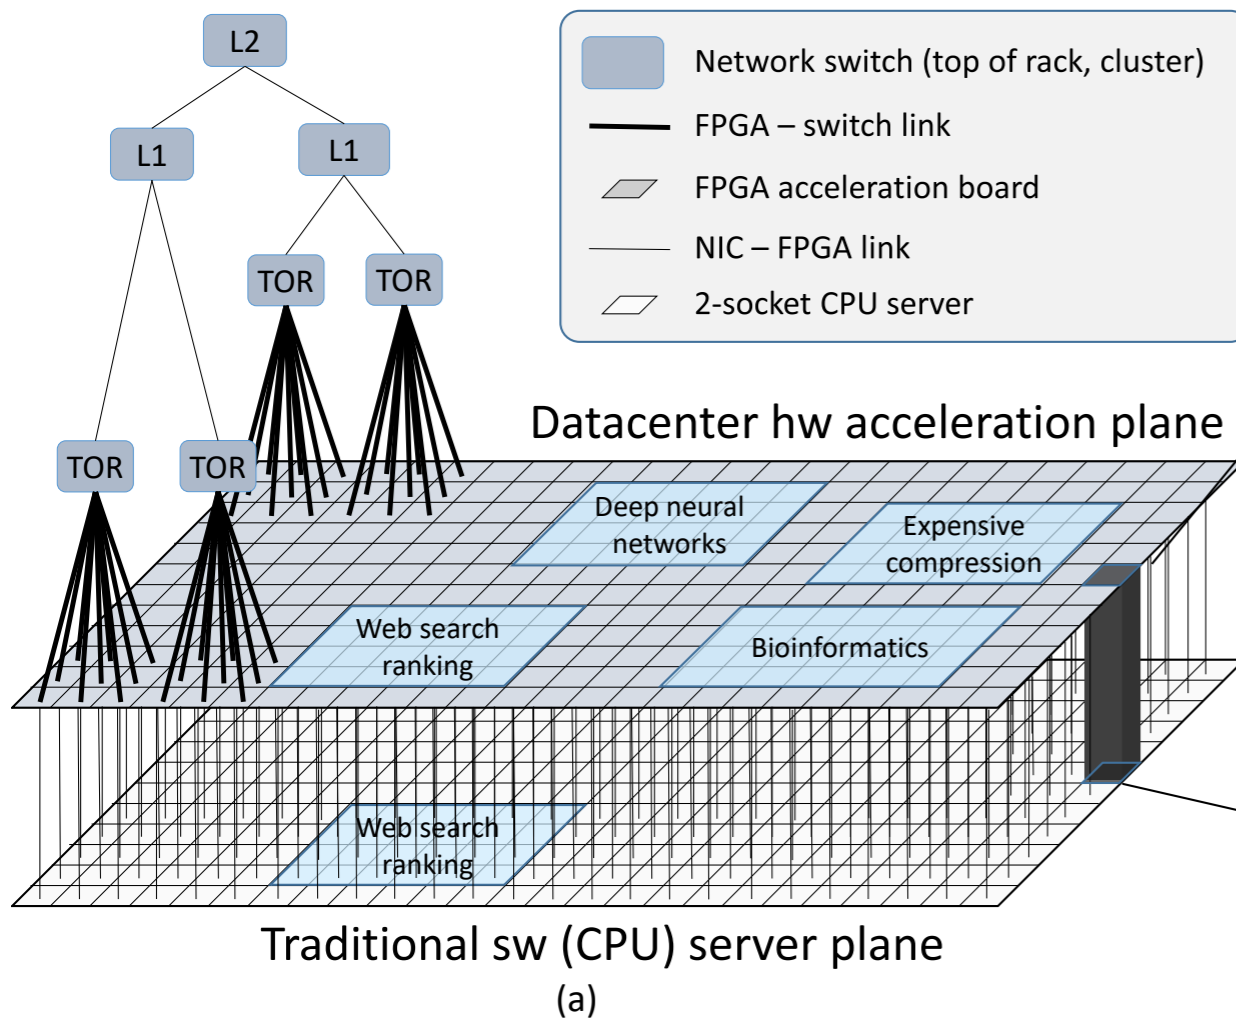 L2
Network switch (top of rack, cluster)
FPGA – switch link
FPGA acceleration board
NIC – FPGA link
2-socket CPU server
L1
L1
TOR
TOR
TOR
TOR
Datacenter hw acceleration plane
Deep neural
networks
Expensive
compression
Web search
ranking
Bioinformatics
Web search
ranking
Traditional sw (CPU) server plane
(a)